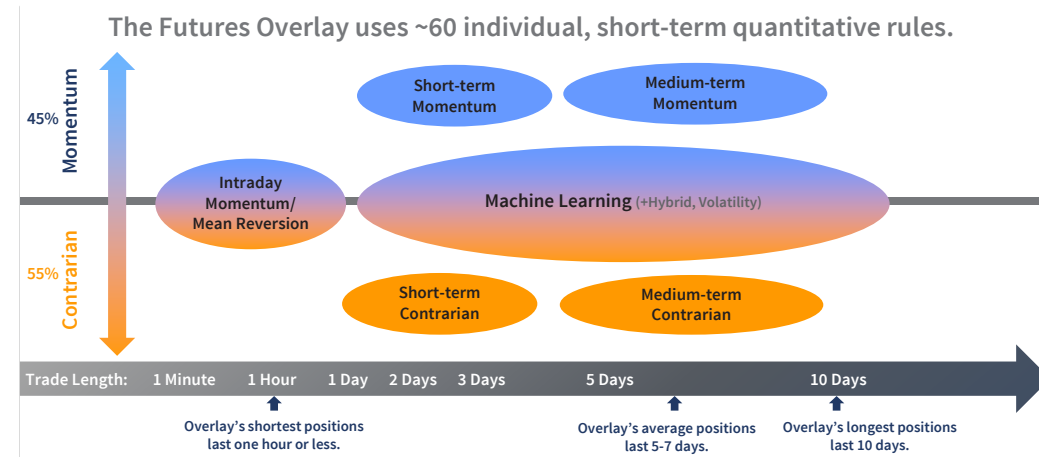 The Futures Overlay uses ~60 individual, short-term quantitative rules.
45%
Momentum
55%
Contrarian
Short-term
Momentum
Medium-term
Momentum
Intraday
Momentum/
Mean Reversion
Machine Learning (+Hybrid, Volatility)
Short-term
Contrarian
Medium-term
Contrarian
Trade Length: 1 Minute 1 Hour 1 Day 2 Days 3 Days 5 Days 10 Days
Overlay's shortest positions
last one hour or less.
Overlay's average positions
last 5-7 days.
Overlay's longest positions
last 10 days.